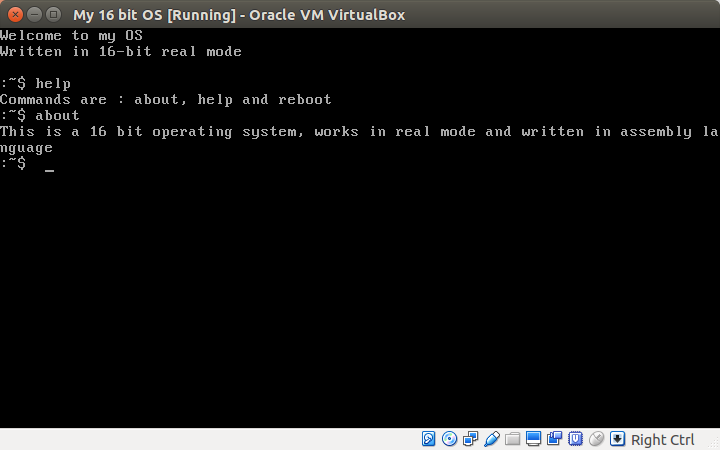 My 16 bit OS [Running] - Oracle VM VirtualBox
Welcome to my OS
Written in 16-bit real mode
:~$ help
Commands are : about, help and reboot
:~$ about
This is a 16 bit operating system, works in real mode and written in assembly la
nguage
:~$ _
Right Ctrl